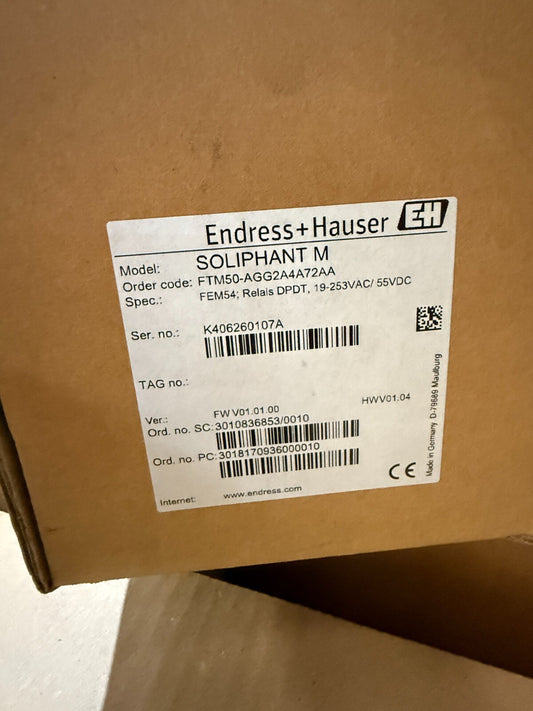 Endress+Hauser EH
Model: SOLIPHANT M
Order code: FTM50-AGG2A4A72AA
Spec.: FEM54; Relais DPDT, 19-253VAC/ 55VDC
Ser. no.: K406260107A
TAG no.:
Ver.: FW V01.01.00 HWV01.04
Ord. no. SC: 3010836853/0010
Ord. no. PC: 3018170936000010
Internet: www.endress.com
CE
Made in Germany D-79689 Maulburg